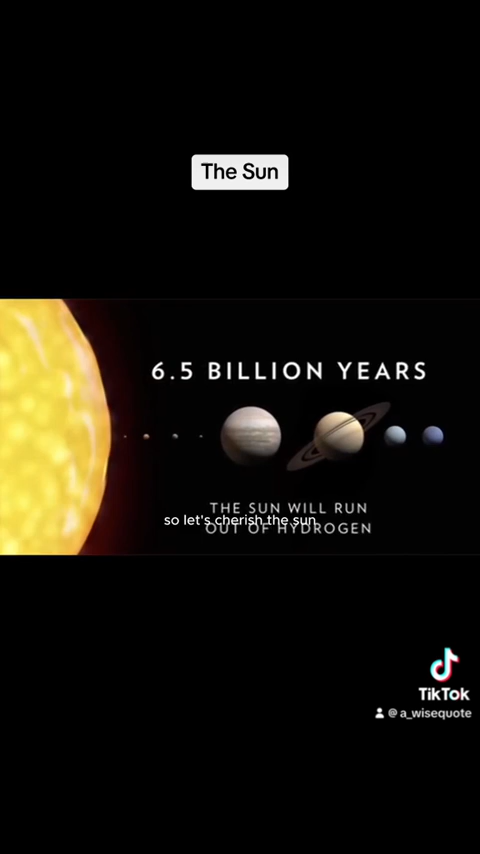 The Sun
6.5 BILLION YEARS
THE SUN WILL RUN
so let's cherish the sun
OUT OF HYDROGEN
TikTok
@a_wisequote